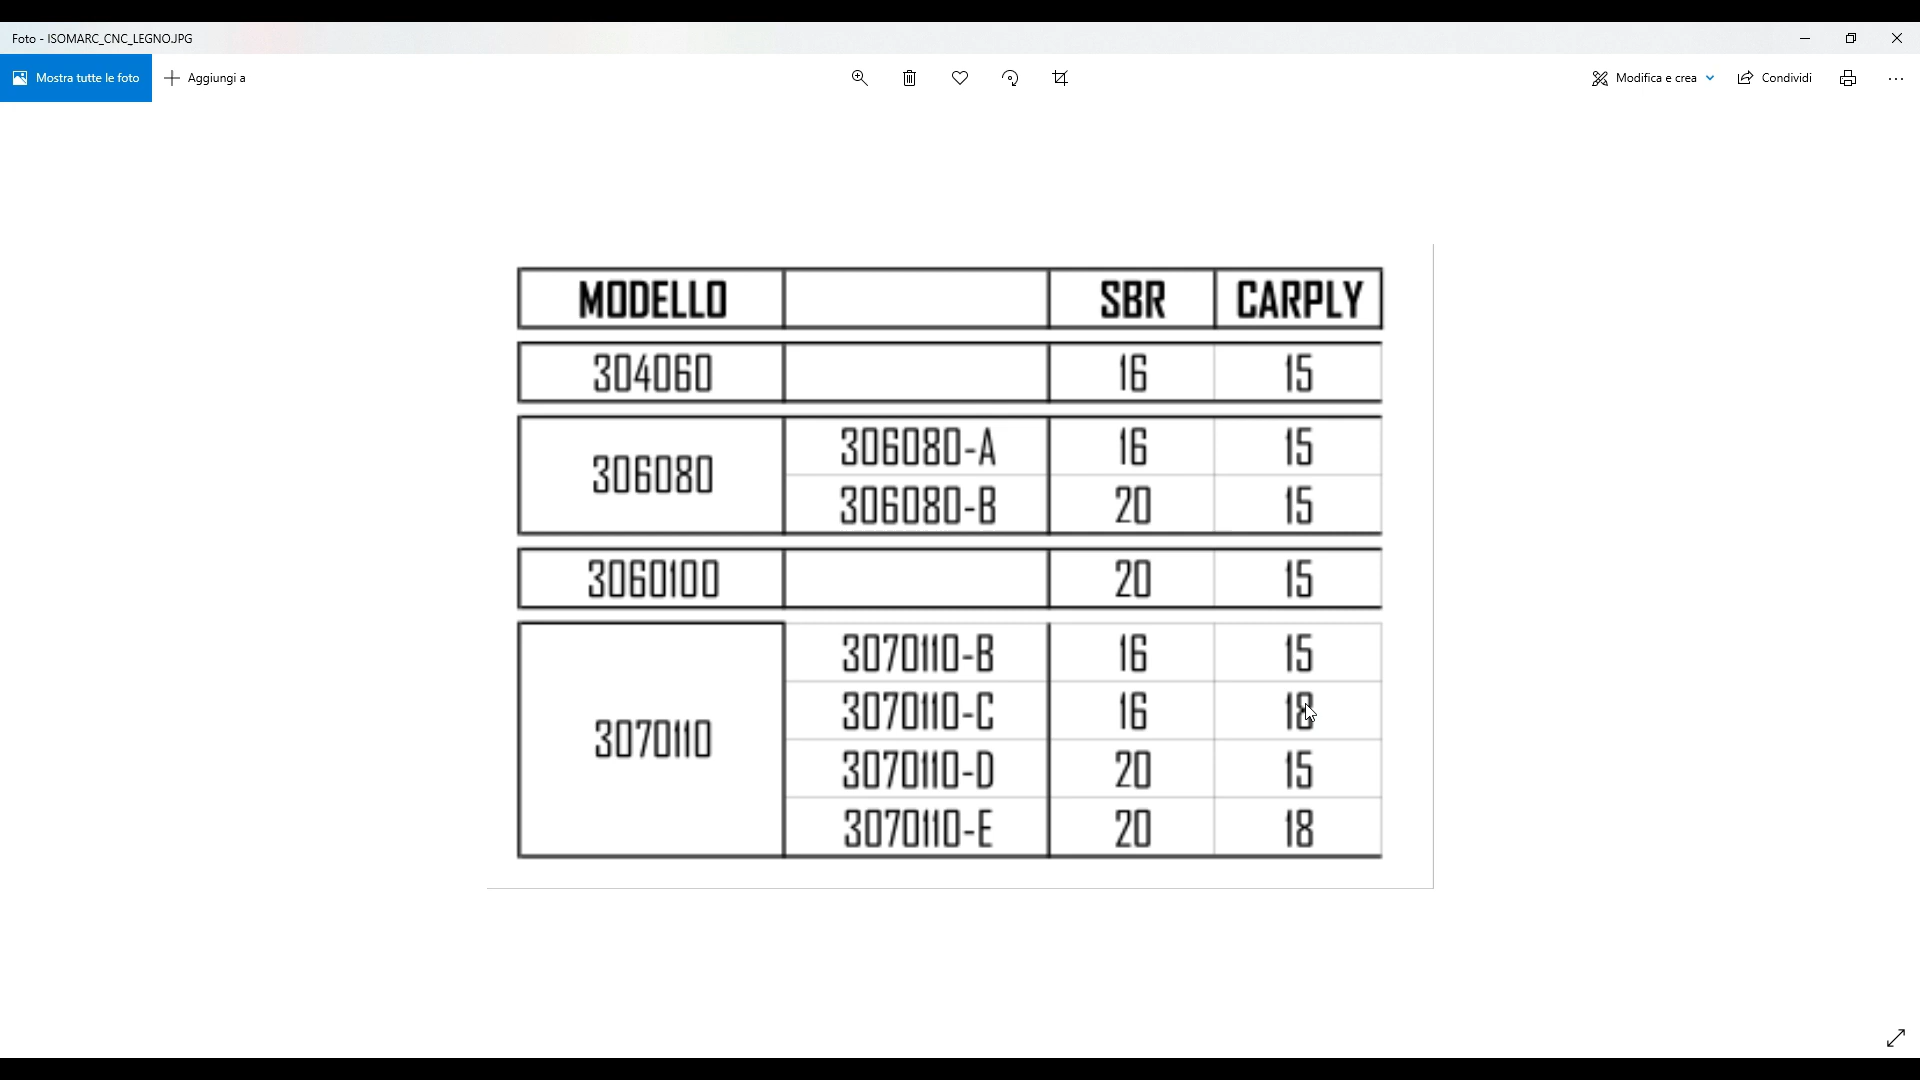 Foto - ISOMARC_CNC_LEGNO.JPG
Mostra tutte le foto
Aggiungi a
Modifica e crea
Condividi
MODELLO SBR CARPLY
304060 16 15
306080
306080-A 16 15
306080-B 20 15
3060100 20 15
3070110
3070110-B 16 15
3070110-C 16 18
3070110-D 20 15
3070110-E 20 18